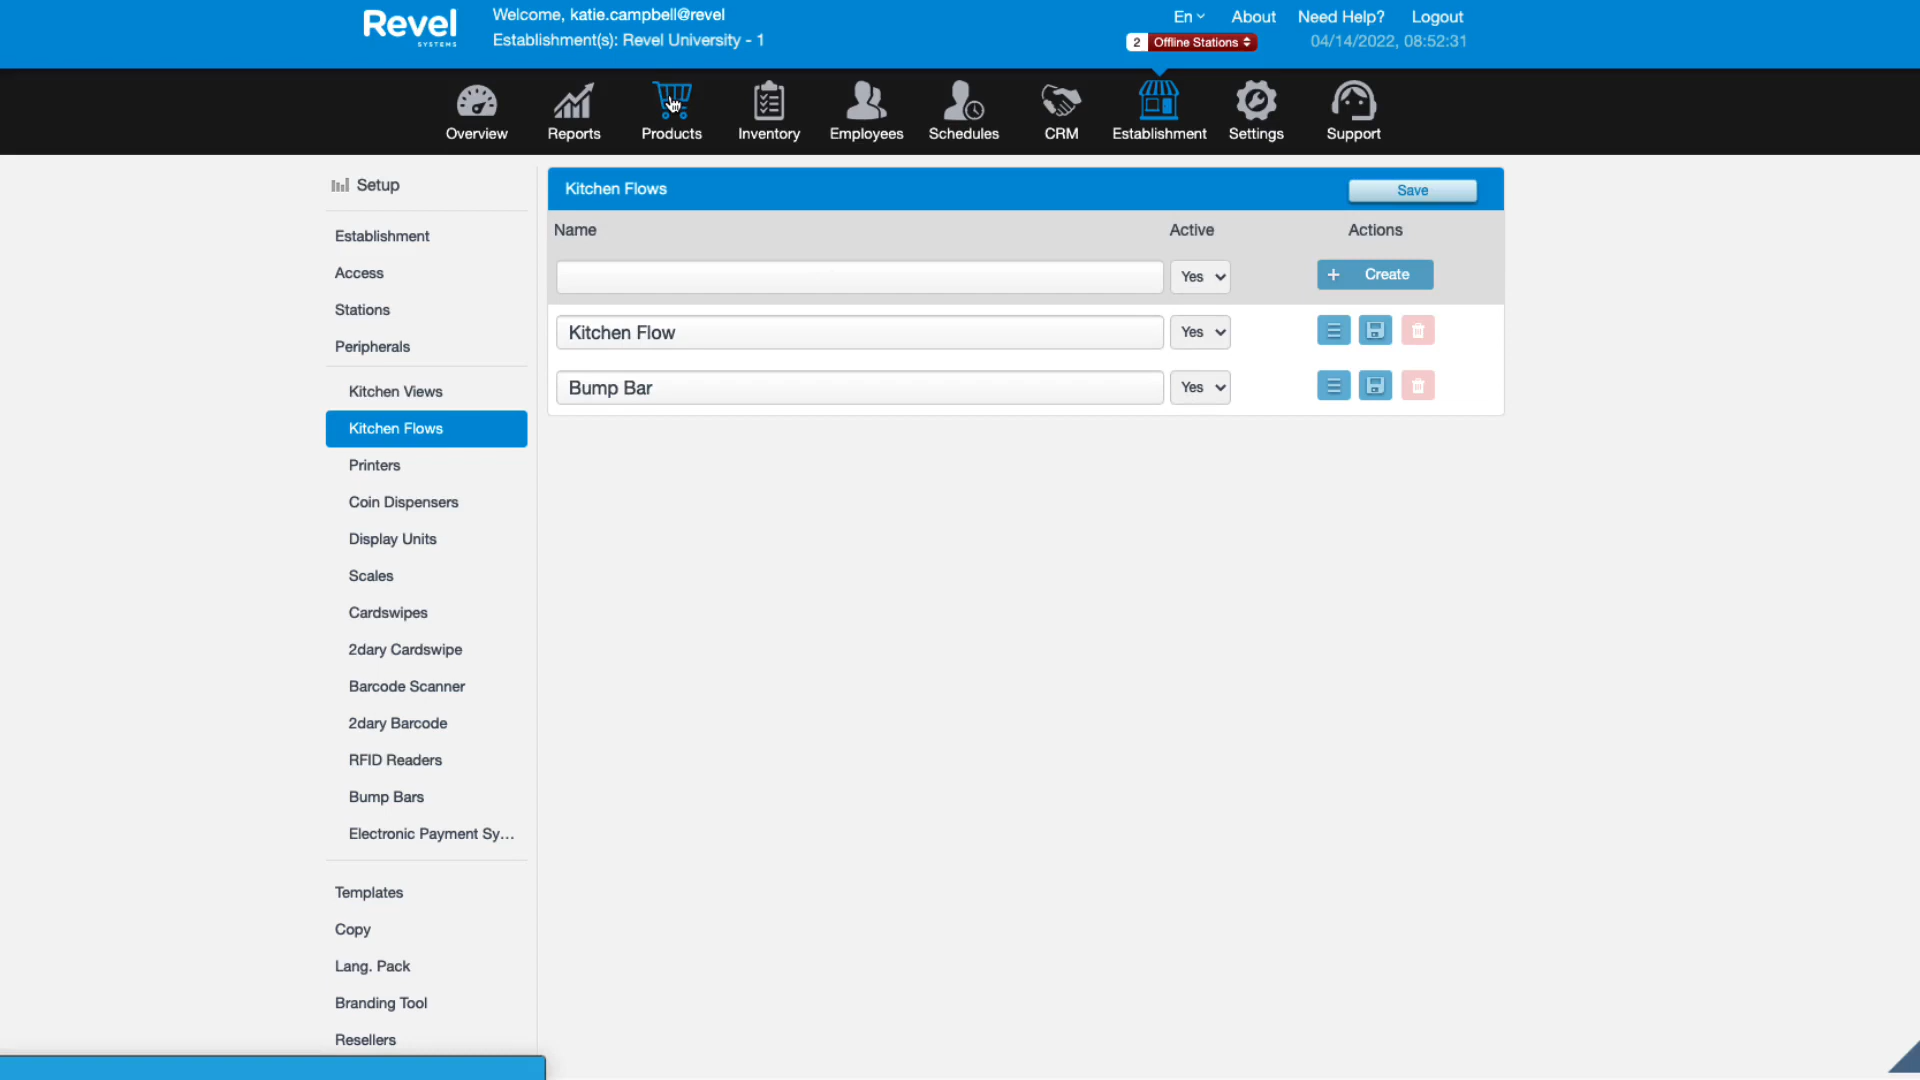 Revel
SYSTEMS
Welcome, katie.campbell@revel
Establishment(s): Revel University - 1
En
About
Need Help?
Logout
2 Offline Stations
04/14/2022, 08:52:31
Overview
Reports
Products
Inventory
Employees
Schedules
CRM
Establishment
Settings
Support
Setup
Establishment
Access
Stations
Peripherals
Kitchen Views
Kitchen Flows
Printers
Coin Dispensers
Display Units
Scales
Cardswipes
2dary Cardswipe
Barcode Scanner
2dary Barcode
RFID Readers
Bump Bars
Electronic Payment Sy...
Templates
Copy
Lang. Pack
Branding Tool
Resellers
Kitchen Flows
Save
Name
Active
Actions
Yes
+ Create
Kitchen Flow
Yes
Bump Bar
Yes